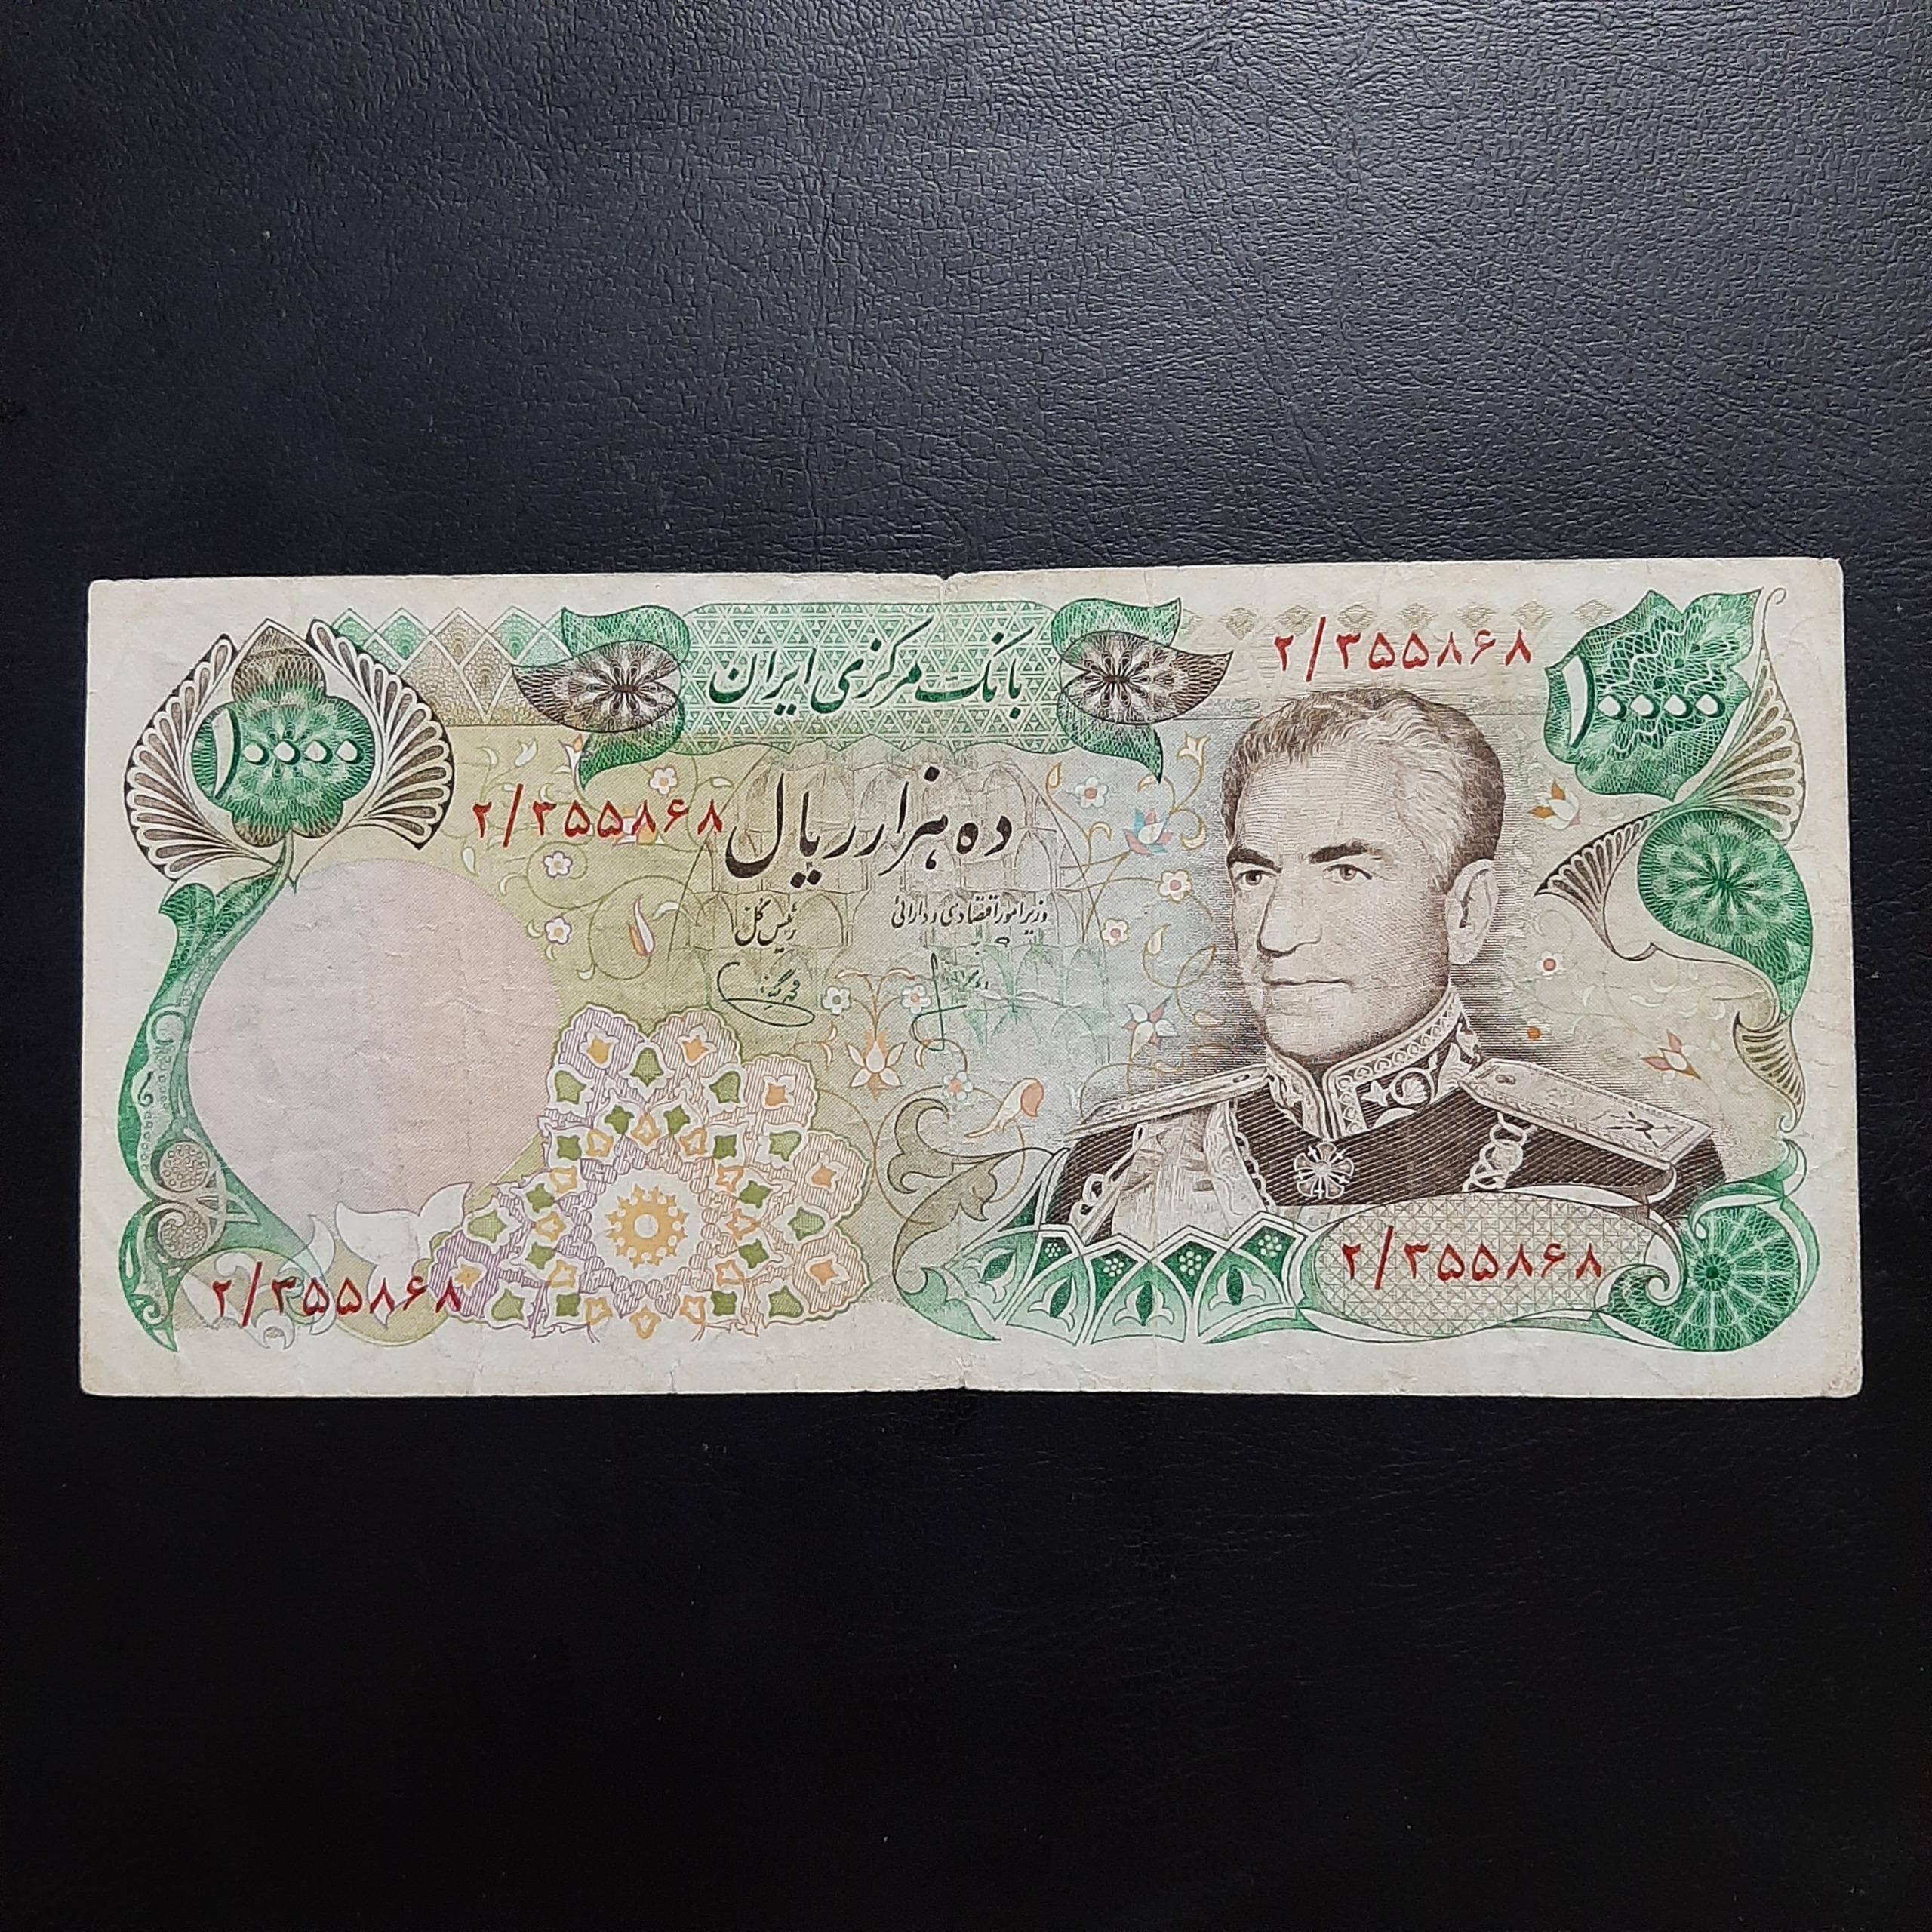 بانک مرکزی ایران
۲/۳۵۵۸۶۸
۱۰۰۰۰
۱۰۰۰۰
۲/۳۵۵۸۶۸
ده هزار ریال
وزیر امور اقتصادی و دارائی
رئیس کل
۲/۳۵۵۸۶۸
۲/۳۵۵۸۶۸